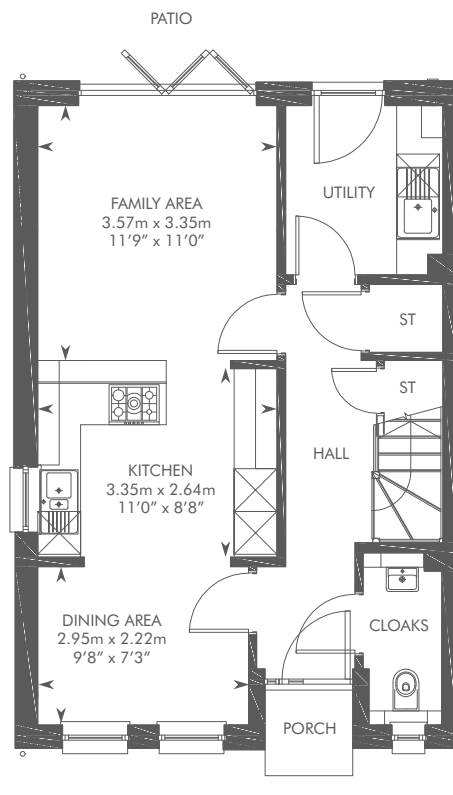 PATIO
FAMILY AREA
3.57m x 3.35m
11’9” x 11’0”
UTILITY
ST
ST
HALL
KITCHEN
3.35m x 2.64m
11’0” x 8’8”
DINING AREA
2.95m x 2.22m
9’8” x 7’3”
CLOAKS
PORCH